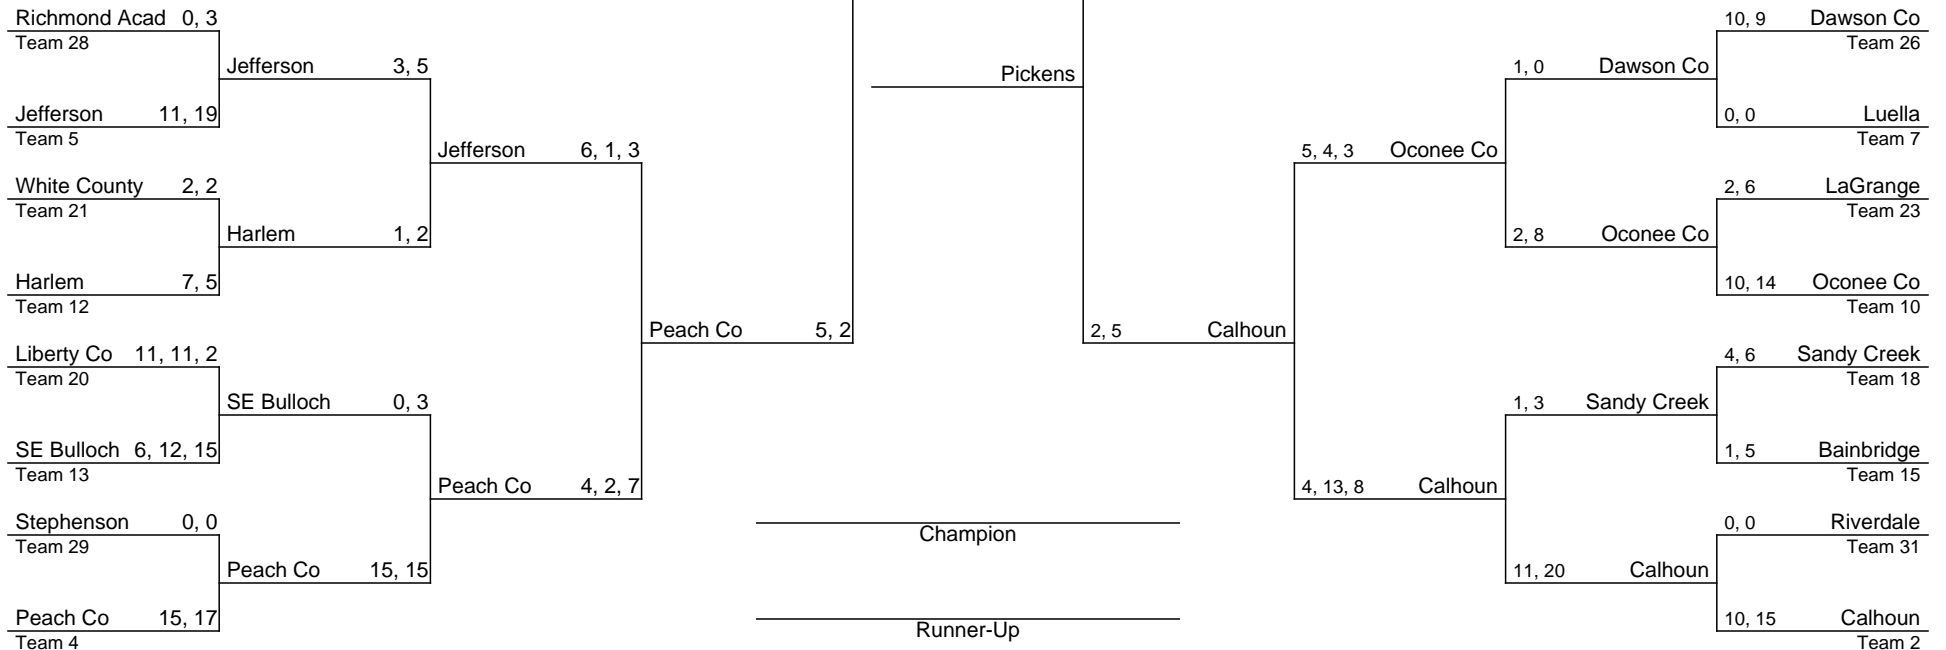 Richmond Acad 0, 3
Team 28
Jefferson 3, 5
Jefferson 11, 19
Team 5
Jefferson 6, 1, 3
White County 2, 2
Team 21
Harlem 1, 2
Harlem 7, 5
Team 12
Peach Co 5, 2
Liberty Co 11, 11, 2
Team 20
SE Bulloch 0, 3
SE Bulloch 6, 12, 15
Team 13
Peach Co 4, 2, 7
Stephenson 0, 0
Team 29
Peach Co 15, 15
Peach Co 15, 17
Team 4
Pickens
Champion
Runner-Up
10, 9 Dawson Co
Team 26
1, 0 Dawson Co
0, 0 Luella
Team 7
5, 4, 3 Oconee Co
2, 6 LaGrange
Team 23
2, 8 Oconee Co
10, 14 Oconee Co
Team 10
2, 5 Calhoun
4, 6 Sandy Creek
Team 18
1, 3 Sandy Creek
1, 5 Bainbridge
Team 15
4, 13, 8 Calhoun
0, 0 Riverdale
Team 31
11, 20 Calhoun
10, 15 Calhoun
Team 2